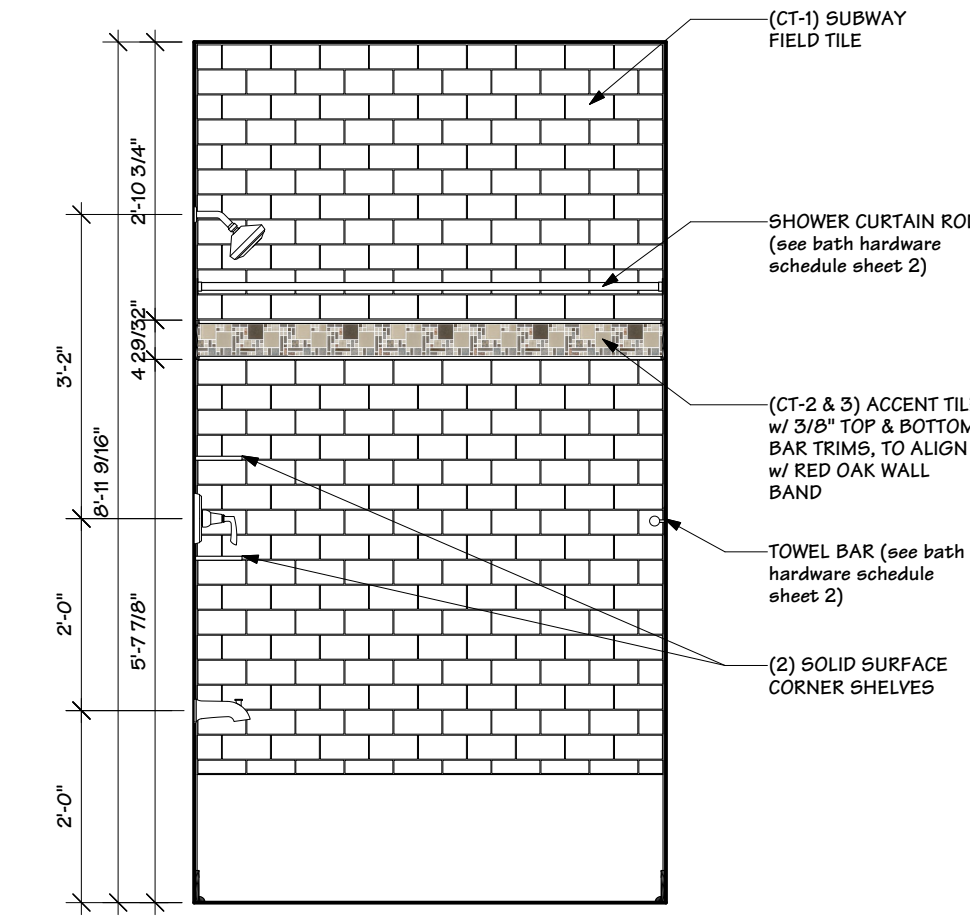 (CT-1) SUBWAY
FIELD TILE
SHOWER CURTAIN ROD
(see bath hardware
schedule sheet 2)
(CT-2 & 3) ACCENT TILE
w/ 3/8" TOP & BOTTOM
BAR TRIMS, TO ALIGN
w/ RED OAK WALL
BAND
TOWEL BAR (see bath
hardware schedule
sheet 2)
(2) SOLID SURFACE
CORNER SHELVES
2'-10 3/4"
4 29/32"
3'-2"
8'-11 9/16"
2'-0"
5'-7 7/8"
2'-0"